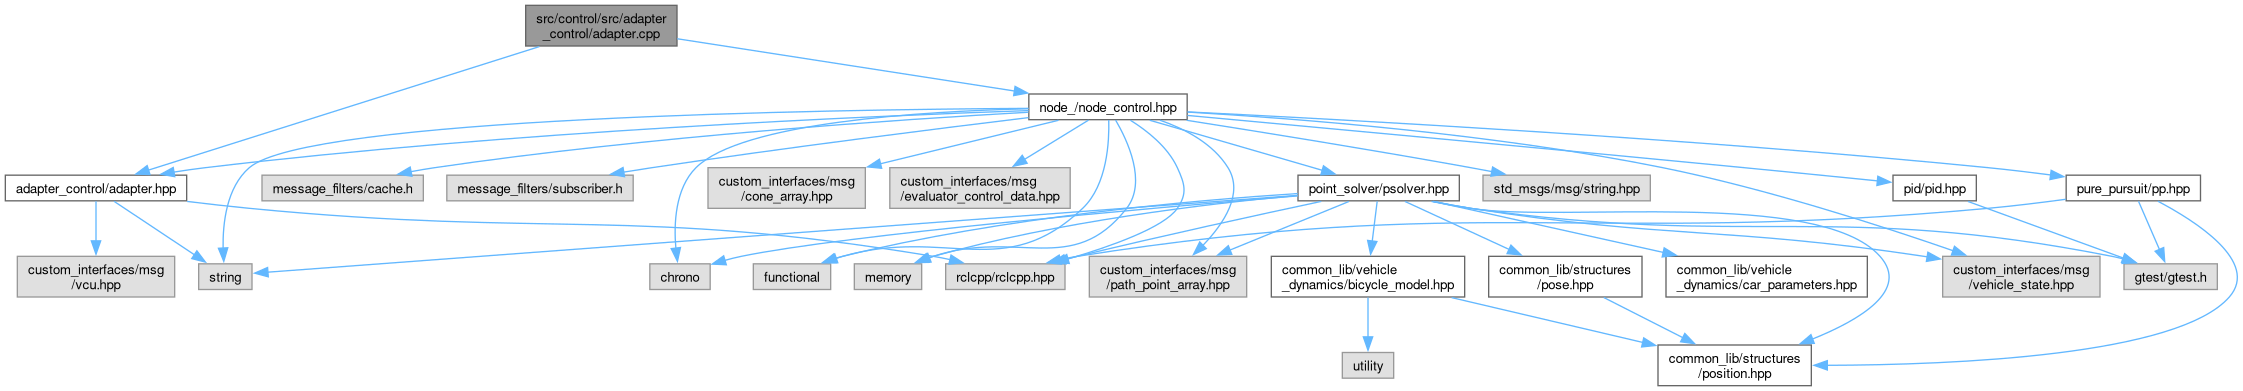 src/control/src/adapter
_control/adapter.cpp
node_/node_control.hpp
adapter_control/adapter.hpp
message_filters/cache.h
message_filters/subscriber.h
custom_interfaces/msg
/cone_array.hpp
custom_interfaces/msg
/evaluator_control_data.hpp
point_solver/psolver.hpp
std_msgs/msg/string.hpp
pid/pid.hpp
pure_pursuit/pp.hpp
custom_interfaces/msg
/vcu.hpp
string
chrono
functional
memory
rclcpp/rclcpp.hpp
custom_interfaces/msg
/path_point_array.hpp
common_lib/vehicle
_dynamics/bicycle_model.hpp
common_lib/structures
/pose.hpp
common_lib/vehicle
_dynamics/car_parameters.hpp
custom_interfaces/msg
/vehicle_state.hpp
gtest/gtest.h
utility
common_lib/structures
/position.hpp